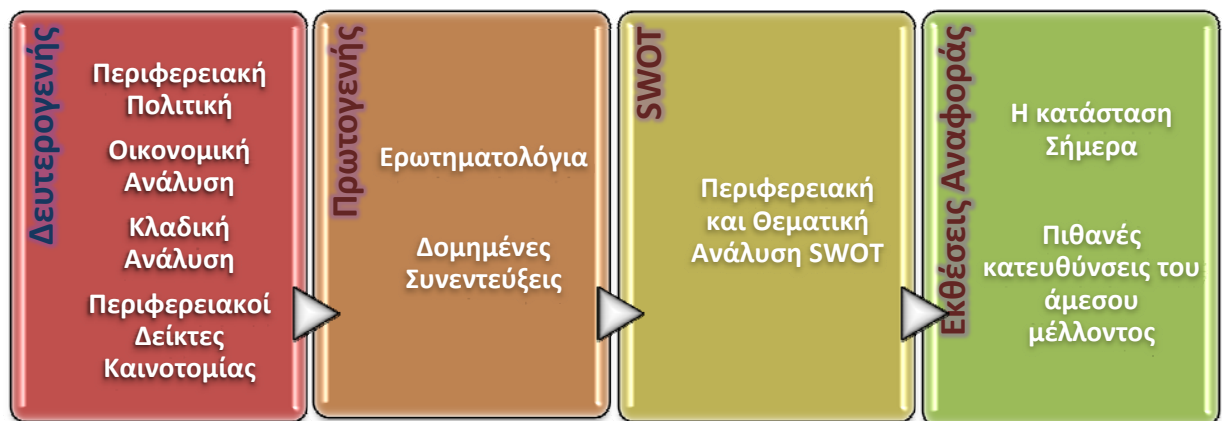 Δευτερογενής
Περιφερειακή
Πολιτική
Οικονομική
Ανάλυση
Κλαδική
Ανάλυση
Περιφερειακοί
Δείκτες
Καινοτομίας
Πρωτογενής
Ερωτηματολόγια
Δομημένες
Συνεντεύξεις
SWOT
Περιφερειακή
και Θεματική
Ανάλυση SWOT
Εκθέσεις Αναφοράς
Η κατάσταση
Σήμερα
Πιθανές
κατευθύνσεις του
άμεσου
μέλλοντος